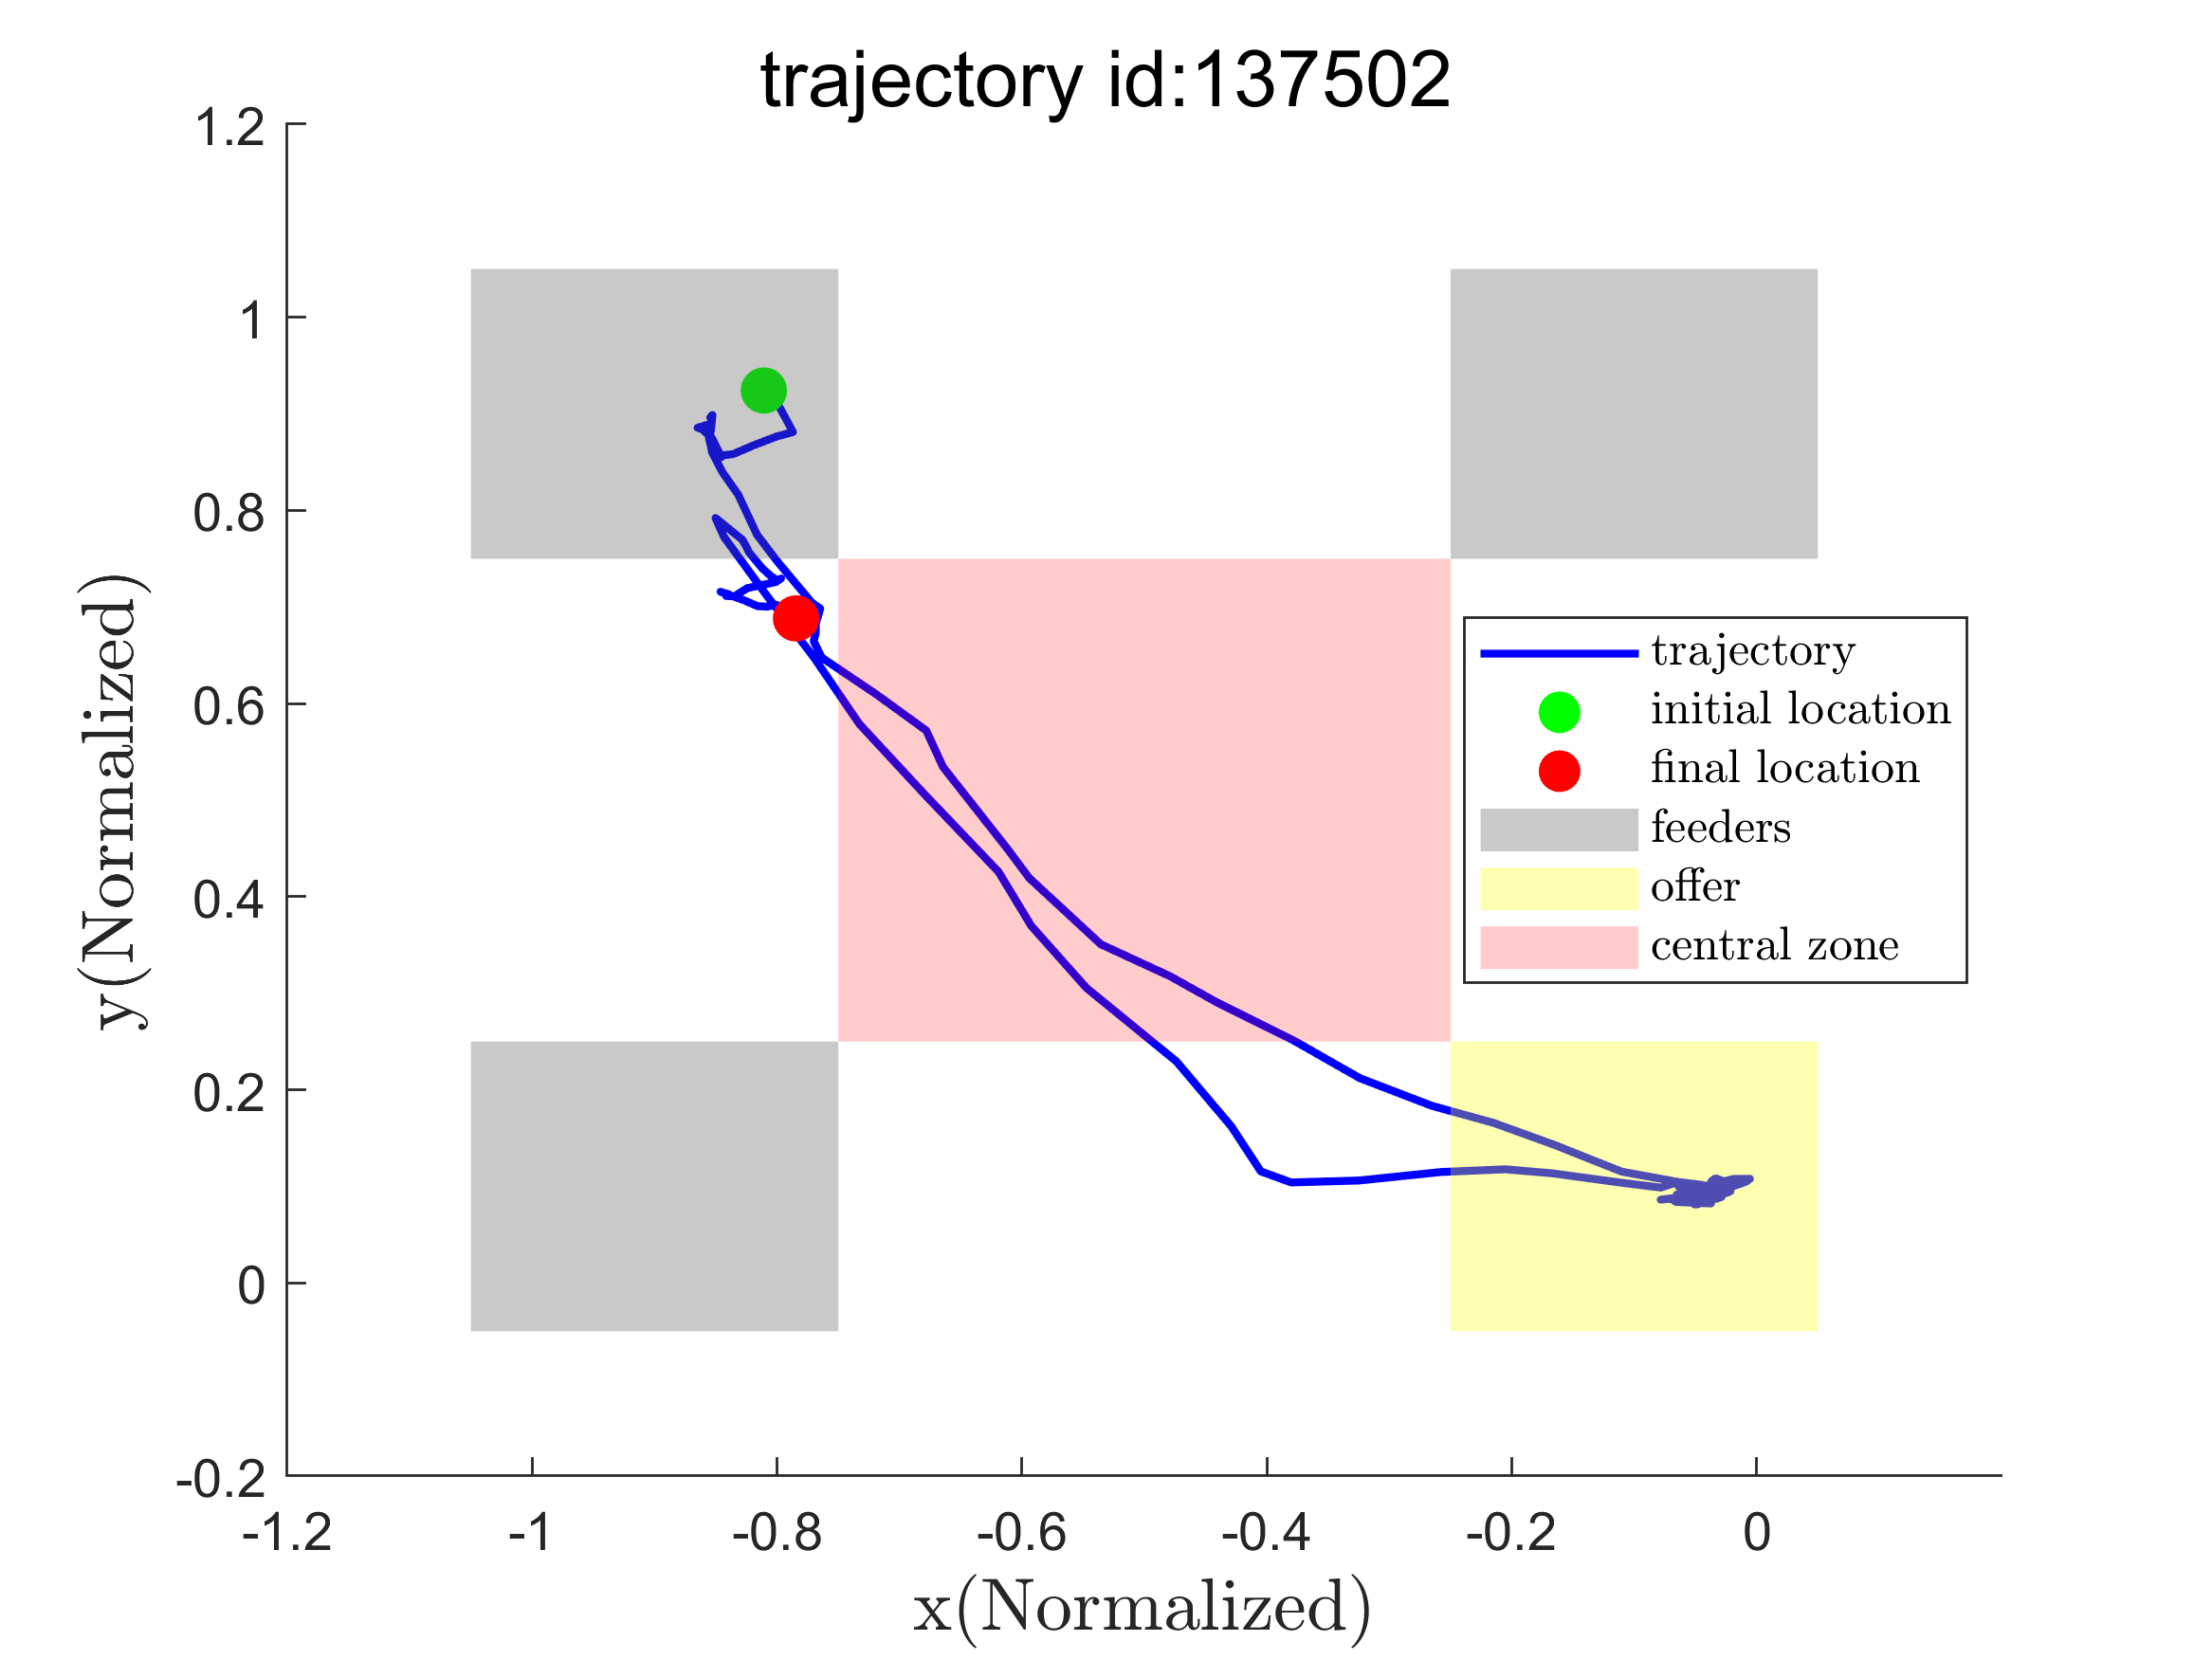 trajectory id:137502
1.2
1
0.8
0.6
0.4
0.2
0
-0.2
y(Normalized)
trajectory
initial location
final location
feeders
offer
central zone
-1.2 -1 -0.8 -0.6 -0.4 -0.2 0
x(Normalized)